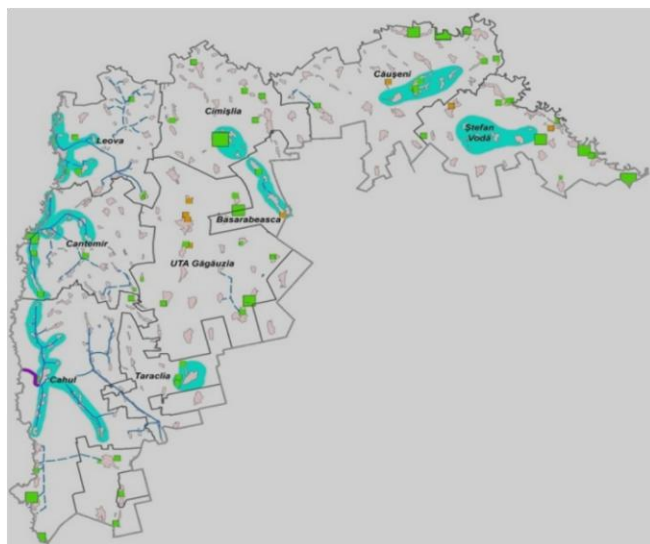 Căușeni
Cimișlia
Ștefan
Vodă
Leova
Basarabeasca
Cantemir
UTA Găgăuzia
Taraclia
Cahul